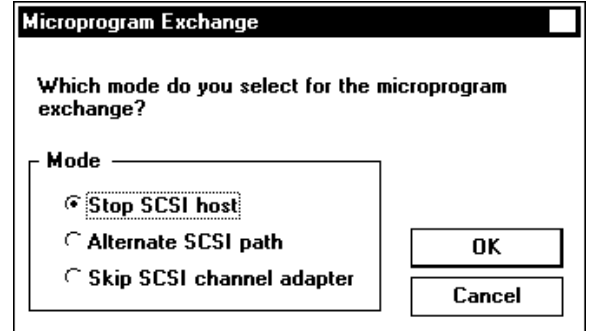 Microprogram Exchange
Which mode do you select for the microprogram
exchange?
Mode
Stop SCSI host
Alternate SCSI path
Skip SCSI channel adapter
OK
Cancel